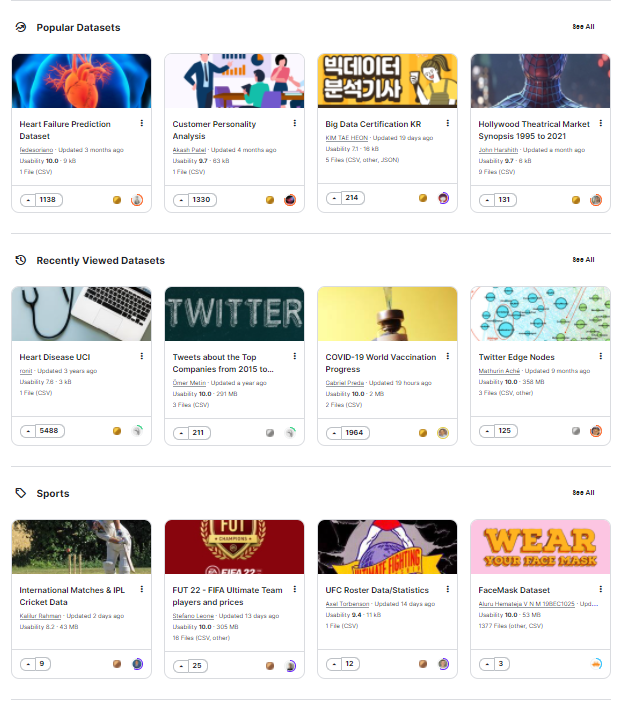 Popular Datasets
See All
빅데이터
분석기사
Heart Failure Prediction
Dataset
fedesoriano · Updated 3 months ago
Usability 10.0 · 9 kB
1 File (CSV)
1138
Customer Personality
Analysis
Akash Patel · Updated 4 months ago
Usability 9.7 · 63 kB
1 File (CSV)
1330
Big Data Certification KR
KIM TAE HEON · Updated 19 days ago
Usability 7.1 · 16 kB
5 Files (CSV, other, JSON)
214
Hollywood Theatrical Market
Synopsis 1995 to 2021
John Harshith · Updated a month ago
Usability 9.7 · 6 kB
9 Files (CSV)
131
Recently Viewed Datasets
See All
TWITTER
Heart Disease UCI
ronit · Updated 3 years ago
Usability 7.6 · 3 kB
1 File (CSV)
5488
Tweets about the Top
Companies from 2015 to...
Ömer Metin · Updated a year ago
Usability 10.0 · 291 MB
3 Files (CSV)
211
COVID-19 World Vaccination
Progress
Gabriel Preda · Updated 19 hours ago
Usability 10.0 · 2 MB
2 Files (CSV)
1964
Twitter Edge Nodes
Mathurin Aché · Updated 9 months ago
Usability 10.0 · 358 MB
3 Files (CSV, other)
125
Sports
See All
FUT
CHAMPIONS
FIFA 22
ULTIMATE FIGHTING
WEAR
YOUR FACE MASK
International Matches & IPL
Cricket Data
Kalilur Rahman · Updated 2 days ago
Usability 8.2 · 43 MB
9
FUT 22 - FIFA Ultimate Team
players and prices
Stefano Leone · Updated 13 days ago
Usability 10.0 · 305 MB
16 Files (CSV, other)
25
UFC Roster Data/Statistics
Axel Torbenson · Updated 14 days ago
Usability 9.4 · 11 kB
1 File (CSV)
12
FaceMask Dataset
Aluru Hemateja V N M 19BEC1025 · Upd...
Usability 10.0 · 53 MB
1377 Files (other, CSV)
3